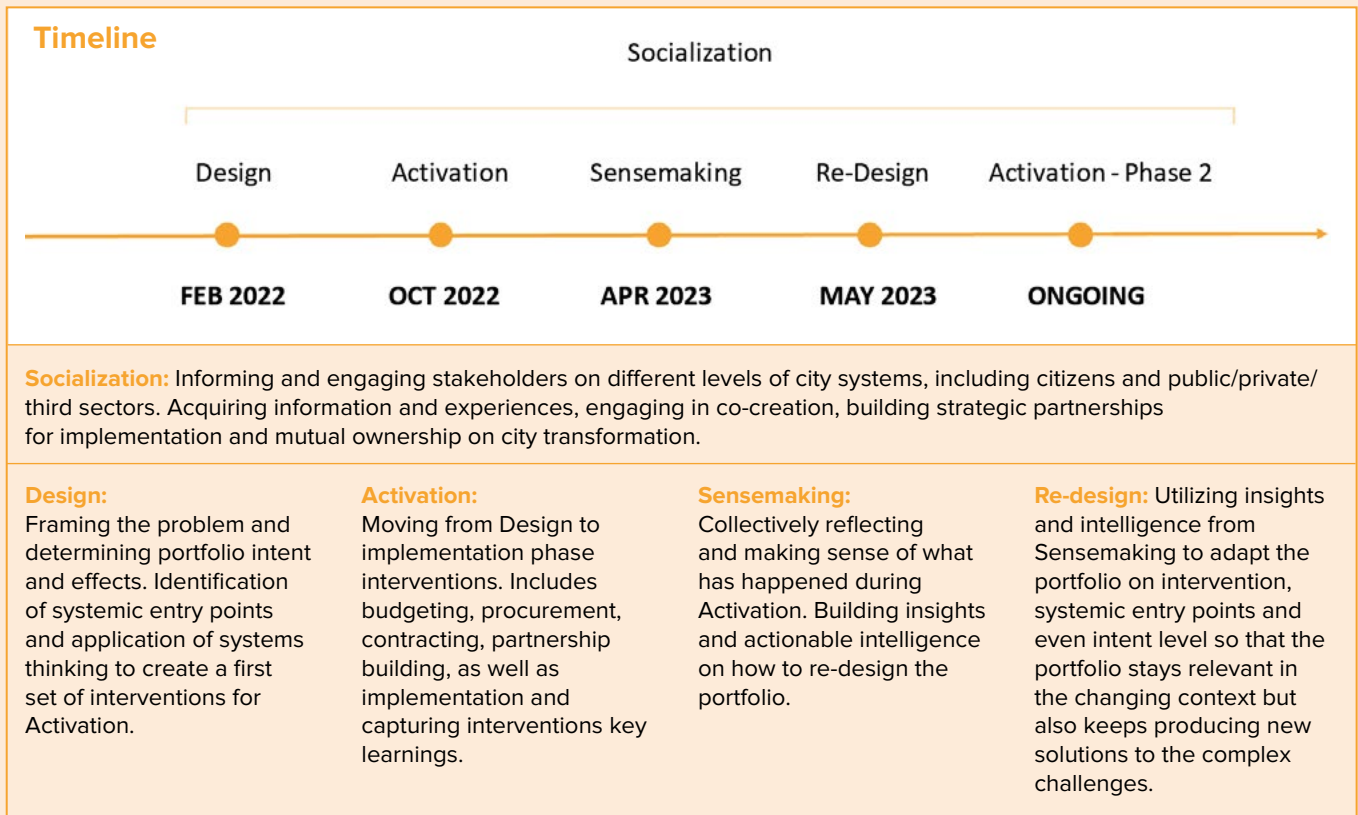 Timeline
Socialization
Design
Activation
Sensemaking
Re-Design
Activation - Phase 2
FEB 2022
OCT 2022
APR 2023
MAY 2023
ONGOING
Socialization: Informing and engaging stakeholders on different levels of city systems, including citizens and public/private/
third sectors. Acquiring information and experiences, engaging in co-creation, building strategic partnerships
for implementation and mutual ownership on city transformation.
Design:
Framing the problem and
determining portfolio intent
and effects. Identification
of systemic entry points
and application of systems
thinking to create a first
set of interventions for
Activation.
Activation:
Moving from Design to
implementation phase
interventions. Includes
budgeting, procurement,
contracting, partnership
building, as well as
implementation and
capturing interventions key
learnings.
Sensemaking:
Collectively reflecting
and making sense of what
has happened during
Activation. Building insights
and actionable intelligence
on how to re-design the
portfolio.
Re-design: Utilizing insights
and intelligence from
Sensemaking to adapt the
portfolio on intervention,
systemic entry points and
even intent level so that the
portfolio stays relevant in
the changing context but
also keeps producing new
solutions to the complex
challenges.